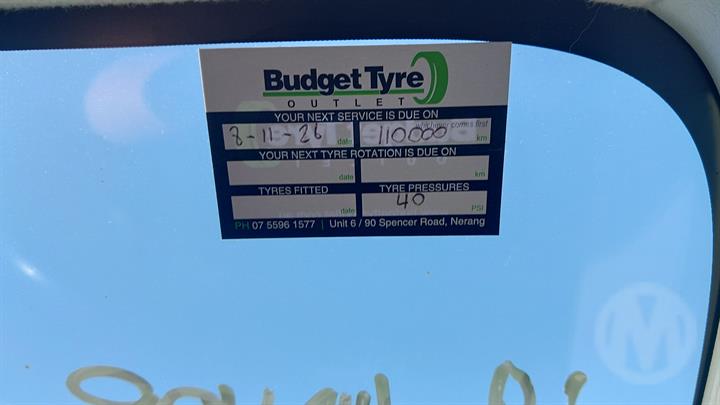 Budget Tyre
OUTLET
YOUR NEXT SERVICE IS DUE ON
whichever comes first
8-11-26 date 110000 km
YOUR NEXT TYRE ROTATION IS DUE ON
date km
TYRES FITTED TYRE PRESSURES
date 40 PSI
PH 07 5596 1577 | Unit 6 / 90 Spencer Road, Nerang
M